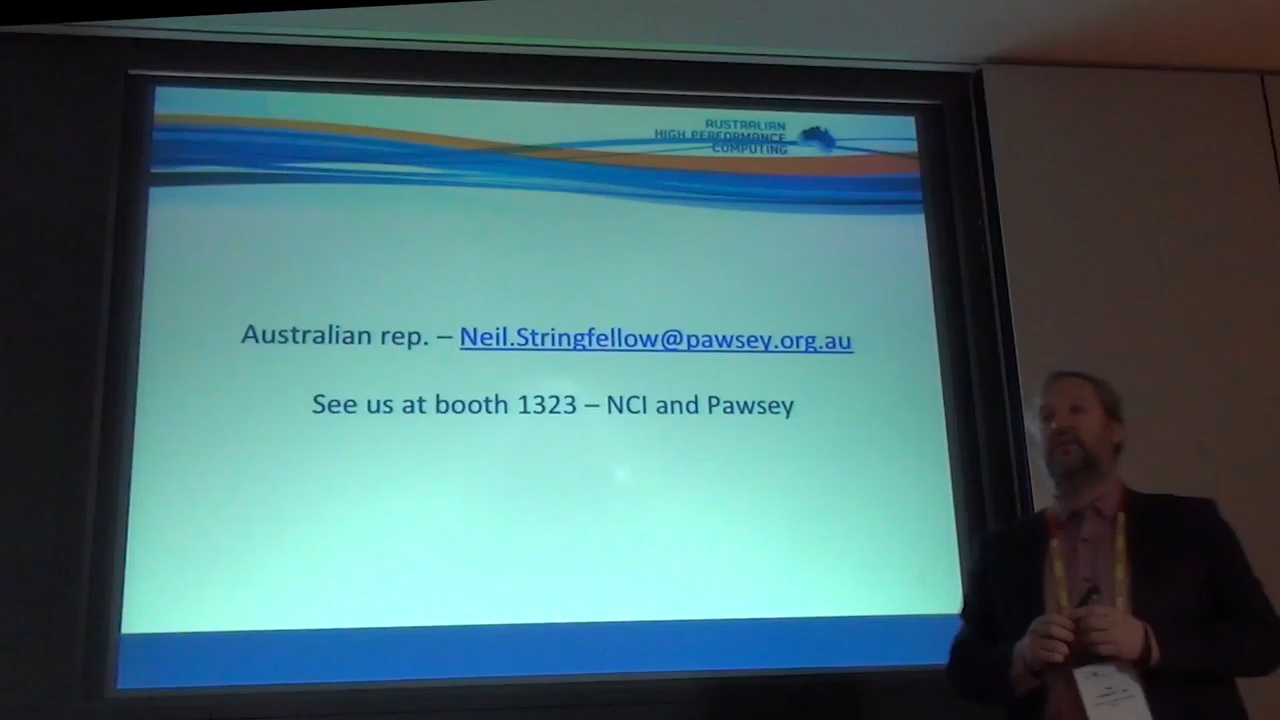 AUSTRALIAN
HIGH PERFORMANCE
COMPUTING
Australian rep. – Neil.Stringfellow@pawsey.org.au
See us at booth 1323 – NCI and Pawsey